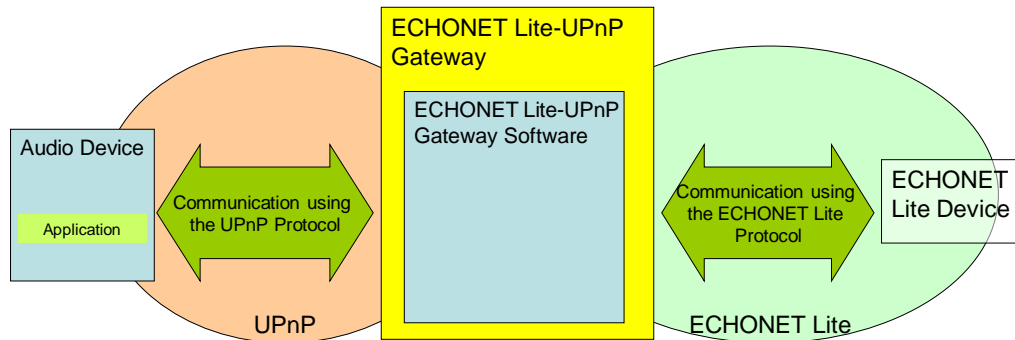 ECHONET Lite-UPnP
Gateway
ECHONET Lite-UPnP
Gateway Software
Audio Device
Application
Communication using
the UPnP Protocol
Communication using
the ECHONET Lite
Protocol
ECHONET
Lite Device
UPnP
ECHONET Lite